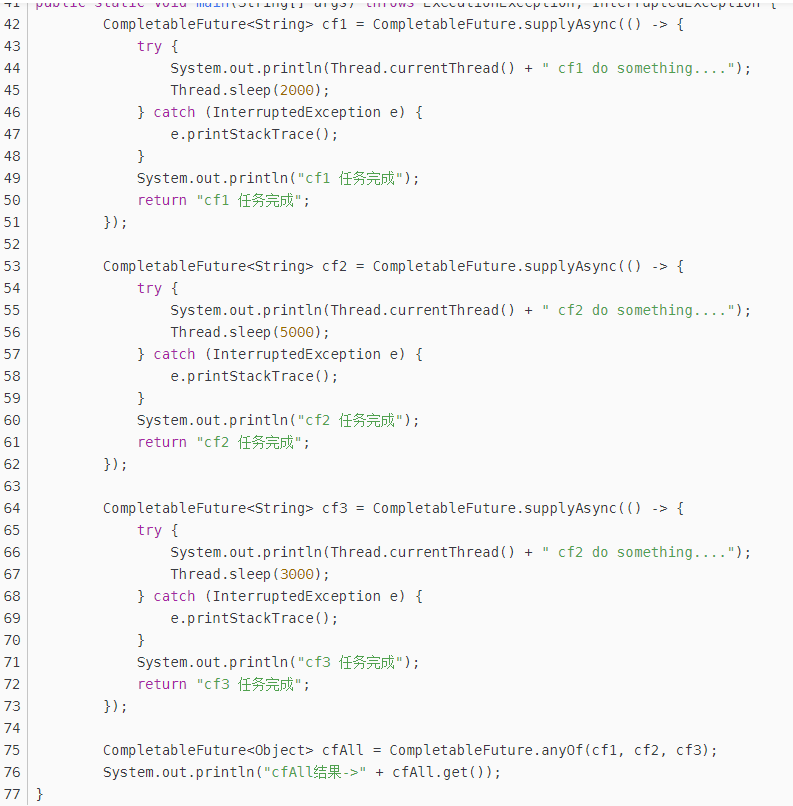 41 public static void main(String[] args) throws ExecutionException, InterruptedException {
42         CompletableFuture<String> cf1 = CompletableFuture.supplyAsync(() -> {
43             try {
44                 System.out.println(Thread.currentThread() + " cf1 do something....");
45                 Thread.sleep(2000);
46             } catch (InterruptedException e) {
47                 e.printStackTrace();
48             }
49             System.out.println("cf1 任务完成");
50             return "cf1 任务完成";
51         });
52
53         CompletableFuture<String> cf2 = CompletableFuture.supplyAsync(() -> {
54             try {
55                 System.out.println(Thread.currentThread() + " cf2 do something....");
56                 Thread.sleep(5000);
57             } catch (InterruptedException e) {
58                 e.printStackTrace();
59             }
60             System.out.println("cf2 任务完成");
61             return "cf2 任务完成";
62         });
63
64         CompletableFuture<String> cf3 = CompletableFuture.supplyAsync(() -> {
65             try {
66                 System.out.println(Thread.currentThread() + " cf2 do something....");
67                 Thread.sleep(3000);
68             } catch (InterruptedException e) {
69                 e.printStackTrace();
70             }
71             System.out.println("cf3 任务完成");
72             return "cf3 任务完成";
73         });
74
75         CompletableFuture<Object> cfAll = CompletableFuture.anyOf(cf1, cf2, cf3);
76         System.out.println("cfAll结果->" + cfAll.get());
77 }